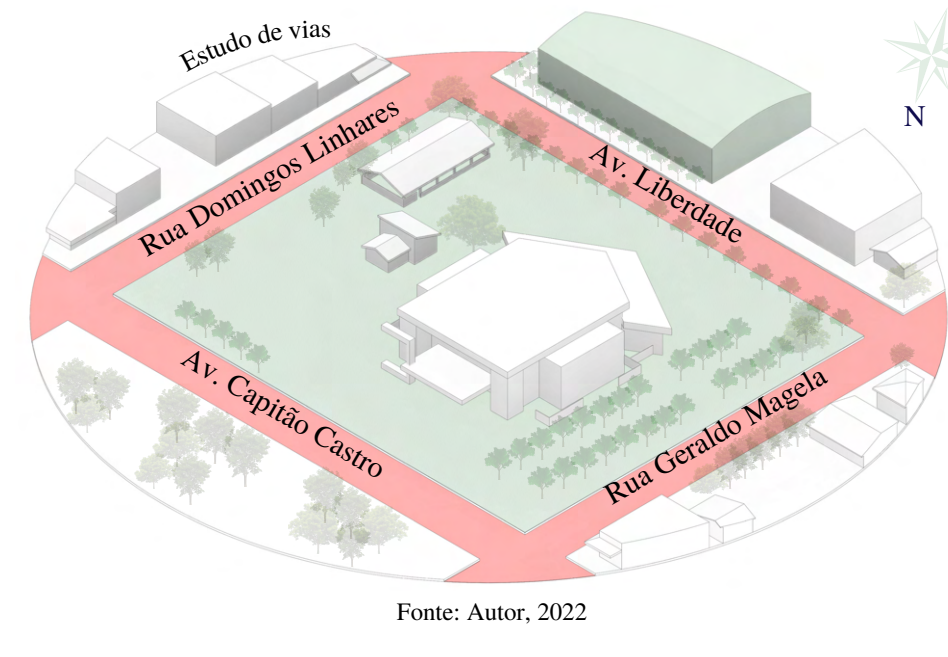 Estudo de vias
N
Rua Domingos Linhares
Av. Liberdade
Av. Capitão Castro
Rua Geraldo Magela
Fonte: Autor, 2022